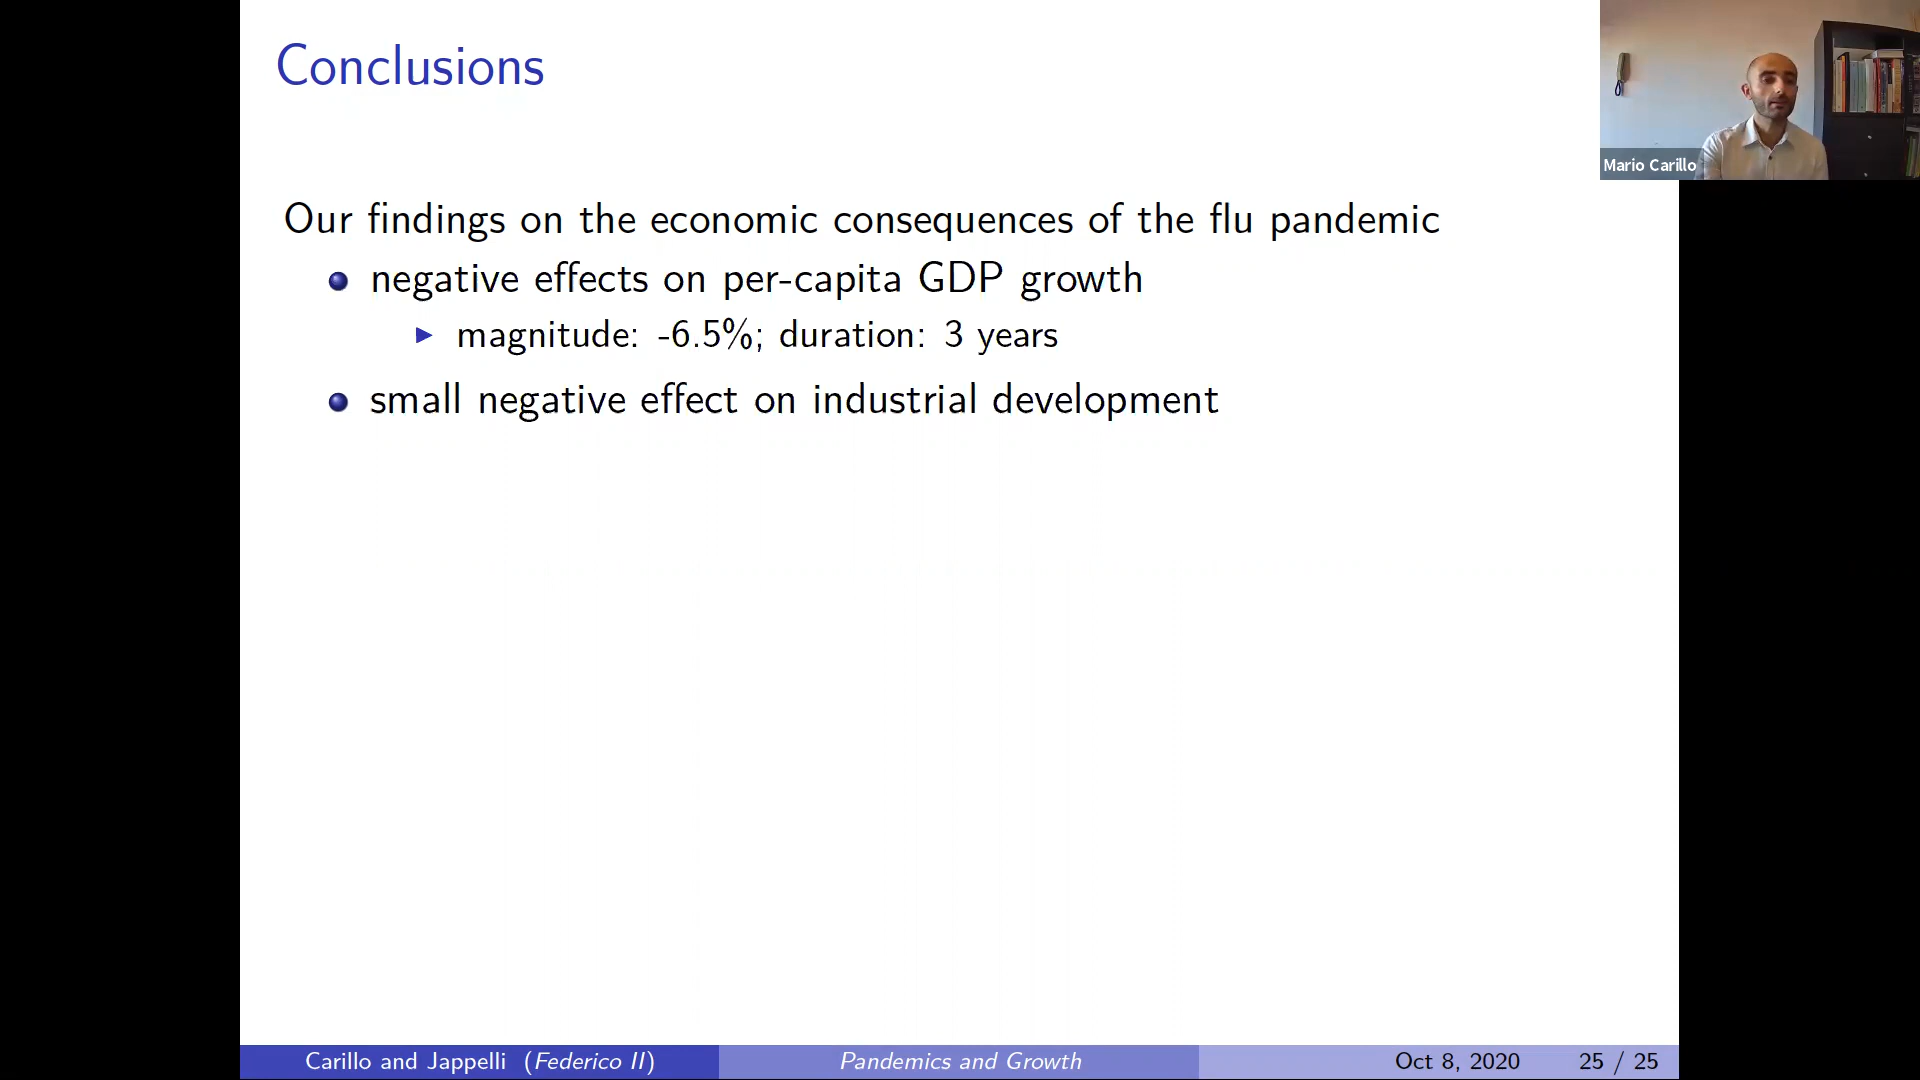 Conclusions
Mario Carillo
Our findings on the economic consequences of the flu pandemic
negative effects on per-capita GDP growth
magnitude: -6.5%; duration: 3 years
small negative effect on industrial development
Carillo and Jappelli (Federico II) Pandemics and Growth Oct 8, 2020 25 / 25